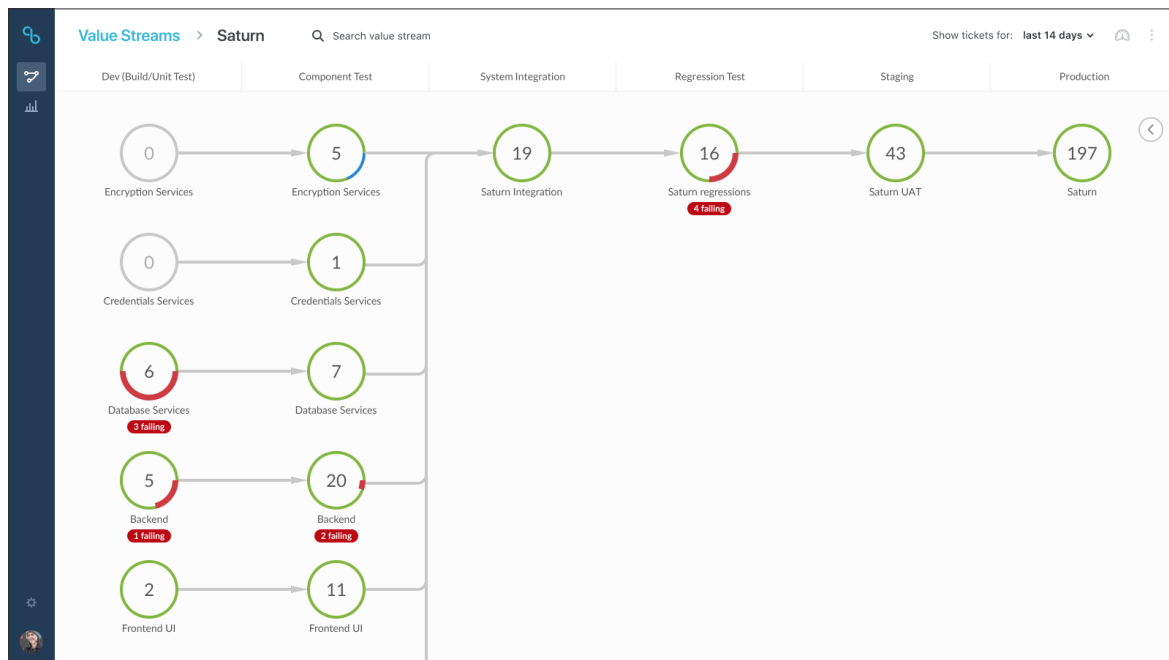 Value Streams > Saturn
Search value stream
Show tickets for: last 14 days
Dev (Build/Unit Test)
Component Test
System Integration
Regression Test
Staging
Production
0
Encryption Services
5
Encryption Services
19
Saturn Integration
16
Saturn regressions
4 failing
43
Saturn UAT
197
Saturn
0
Credentials Services
1
Credentials Services
6
Database Services
3 failing
7
Database Services
5
Backend
1 failing
20
Backend
2 failing
2
Frontend UI
11
Frontend UI